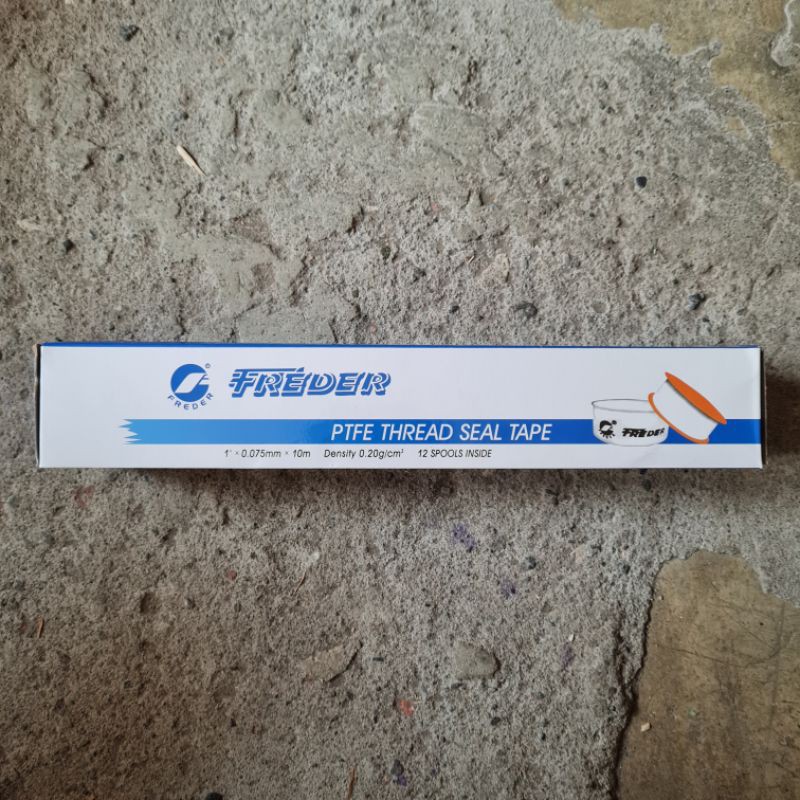 FREDER
FREDER
PTFE THREAD SEAL TAPE
FREDER
1" × 0.075mm × 10m Density 0.20g/cm³ 12 SPOOLS INSIDE